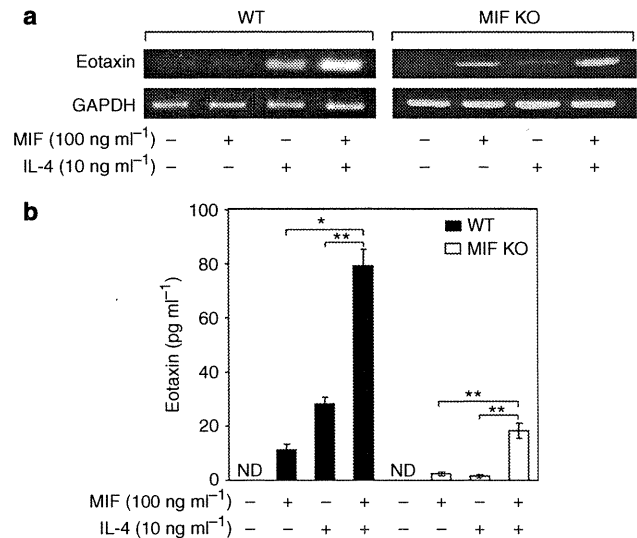 a
WT MIF KO
Eotaxin
GAPDH
MIF (100 ng ml⁻¹) – + – + – + – +
IL-4 (10 ng ml⁻¹) – – + + – – + +
b
100
80
60
40
20
0
Eotaxin (pg ml⁻¹)
WT
MIF KO
*
**
**
**
ND ND
MIF (100 ng ml⁻¹) – + – + – + – +
IL-4 (10 ng ml⁻¹) – – + + – – + +